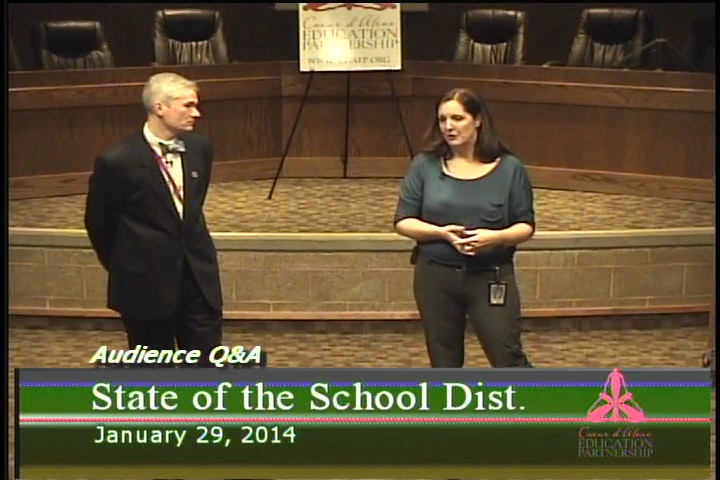 Coeur d'Alene
EDUCATION
PARTNERSHIP
Audience Q&A
State of the School Dist.
January 29, 2014
Coeur d'Alene
EDUCATION
PARTNERSHIP